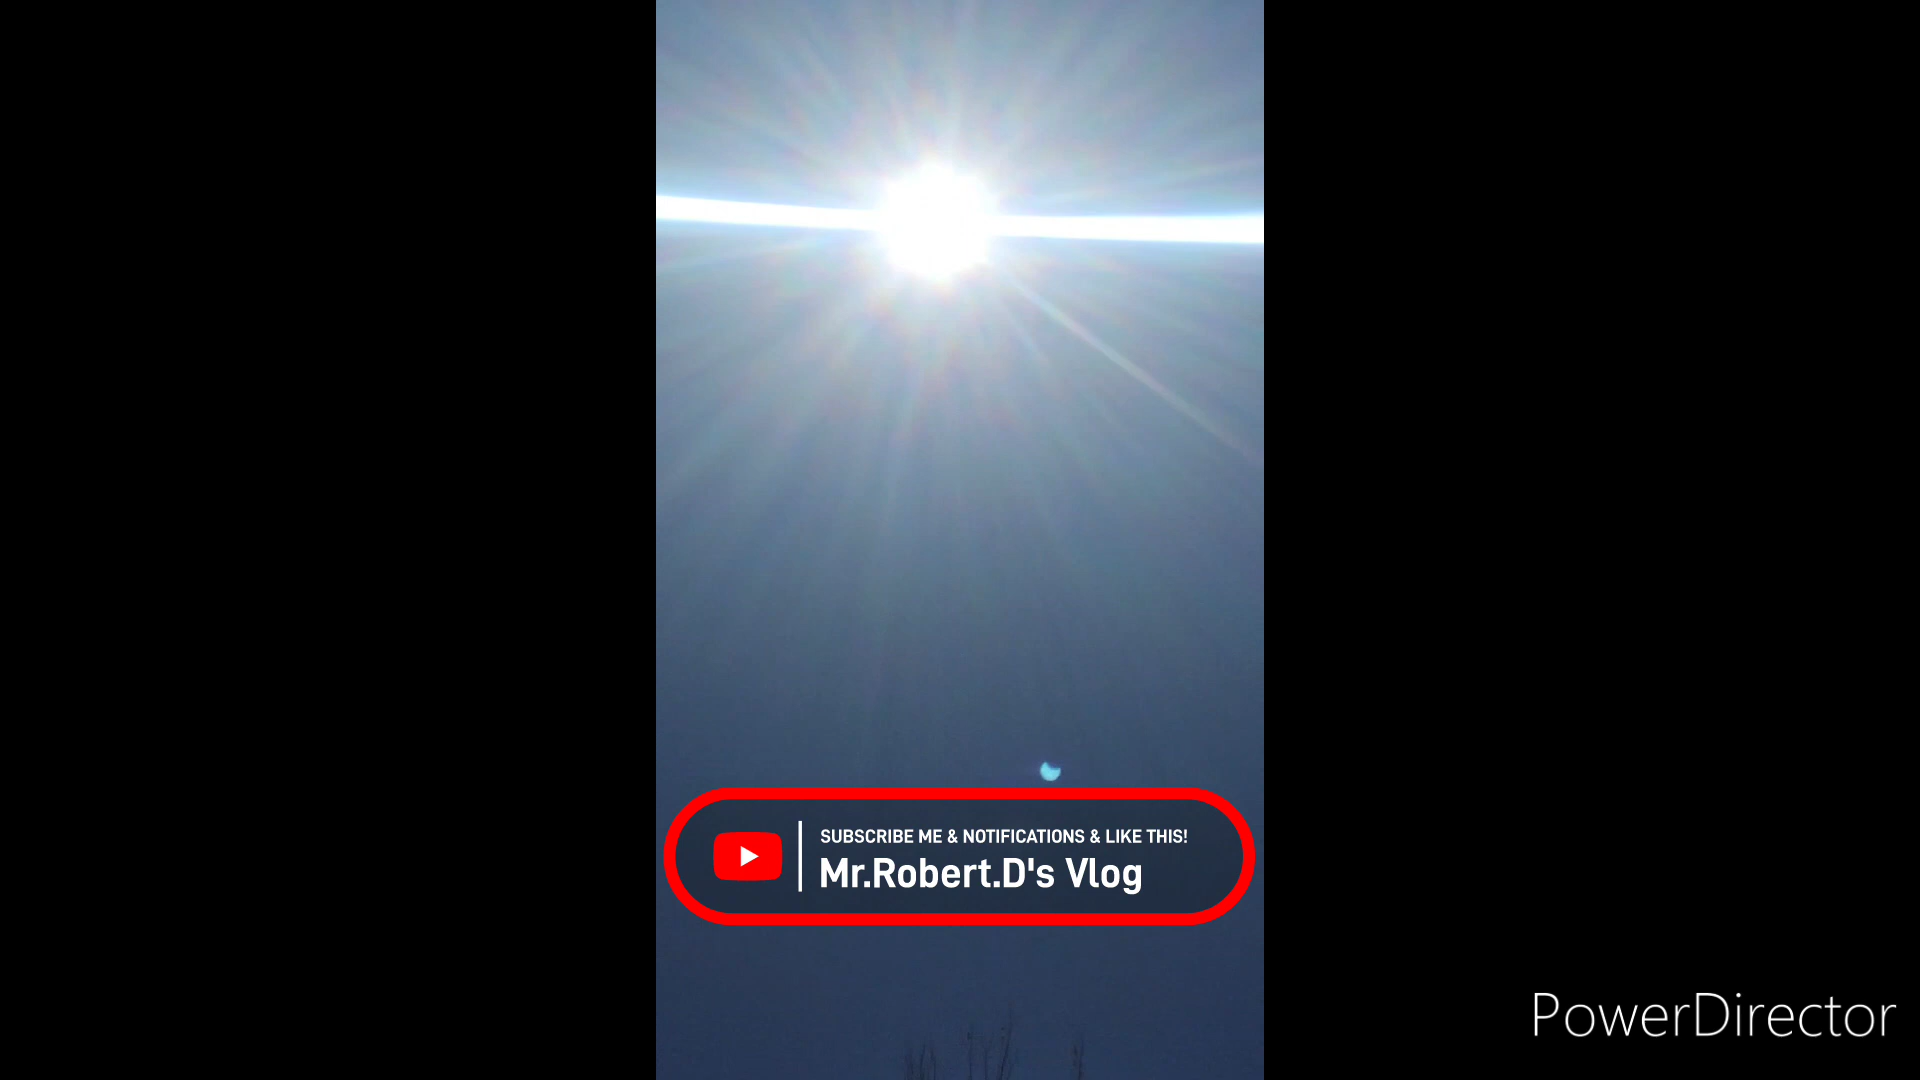 SUBSCRIBE ME & NOTIFICATIONS & LIKE THIS!
Mr.Robert.D's Vlog
PowerDirector